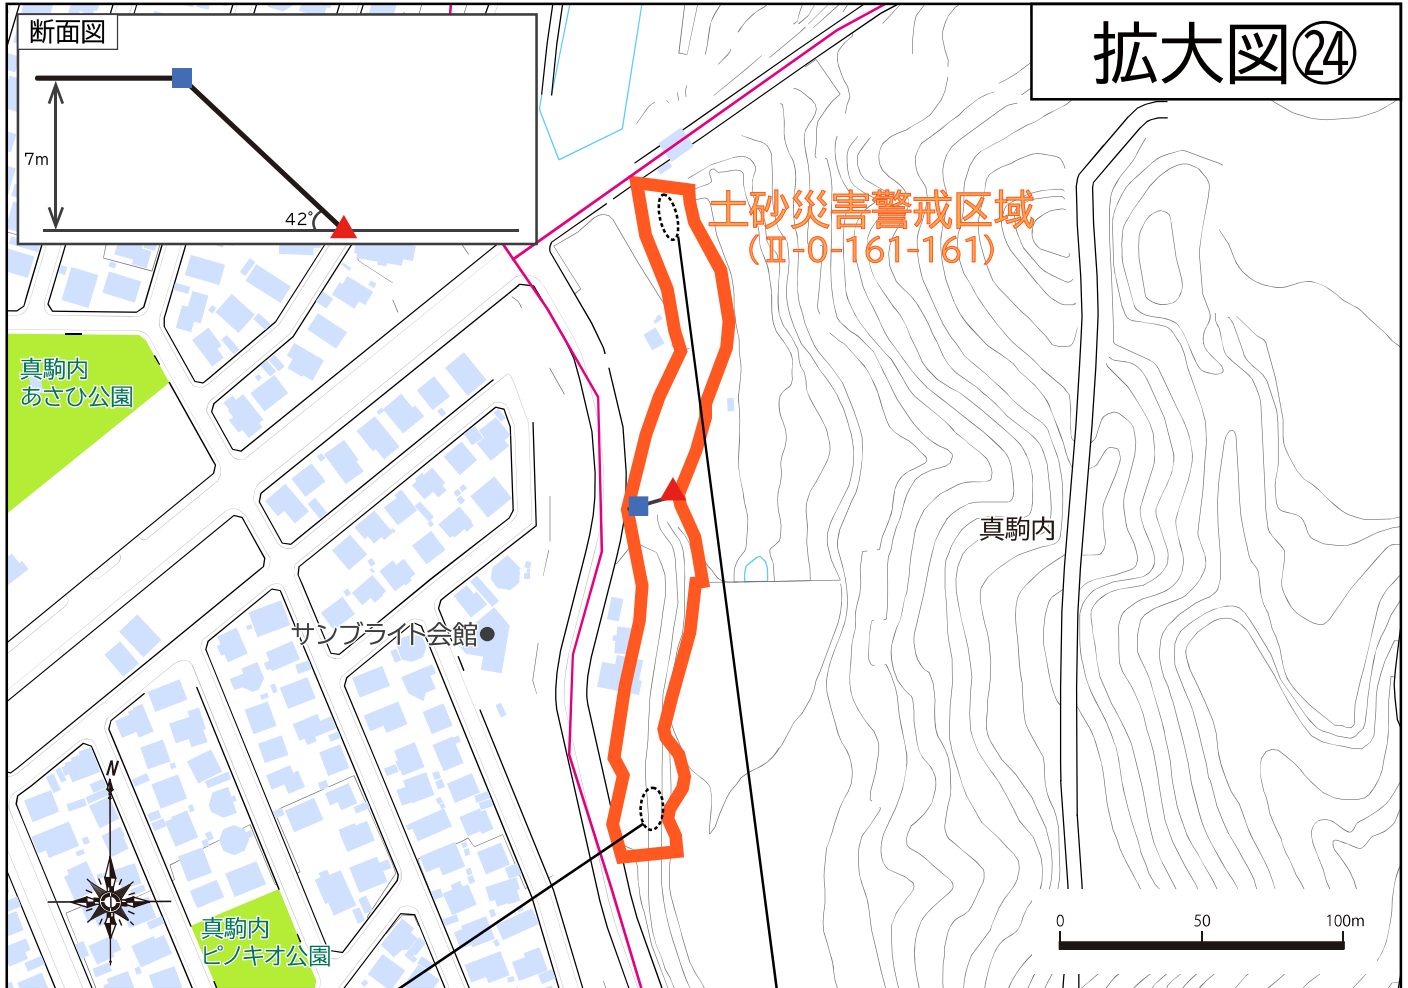 断面図
7m
42°
拡大図㉔
土砂災害警戒区域
(Ⅱ-0-161-161)
真駒内
あさひ公園
真駒内
サンブライト会館
N
真駒内
ピノキオ公園
0 50 100m